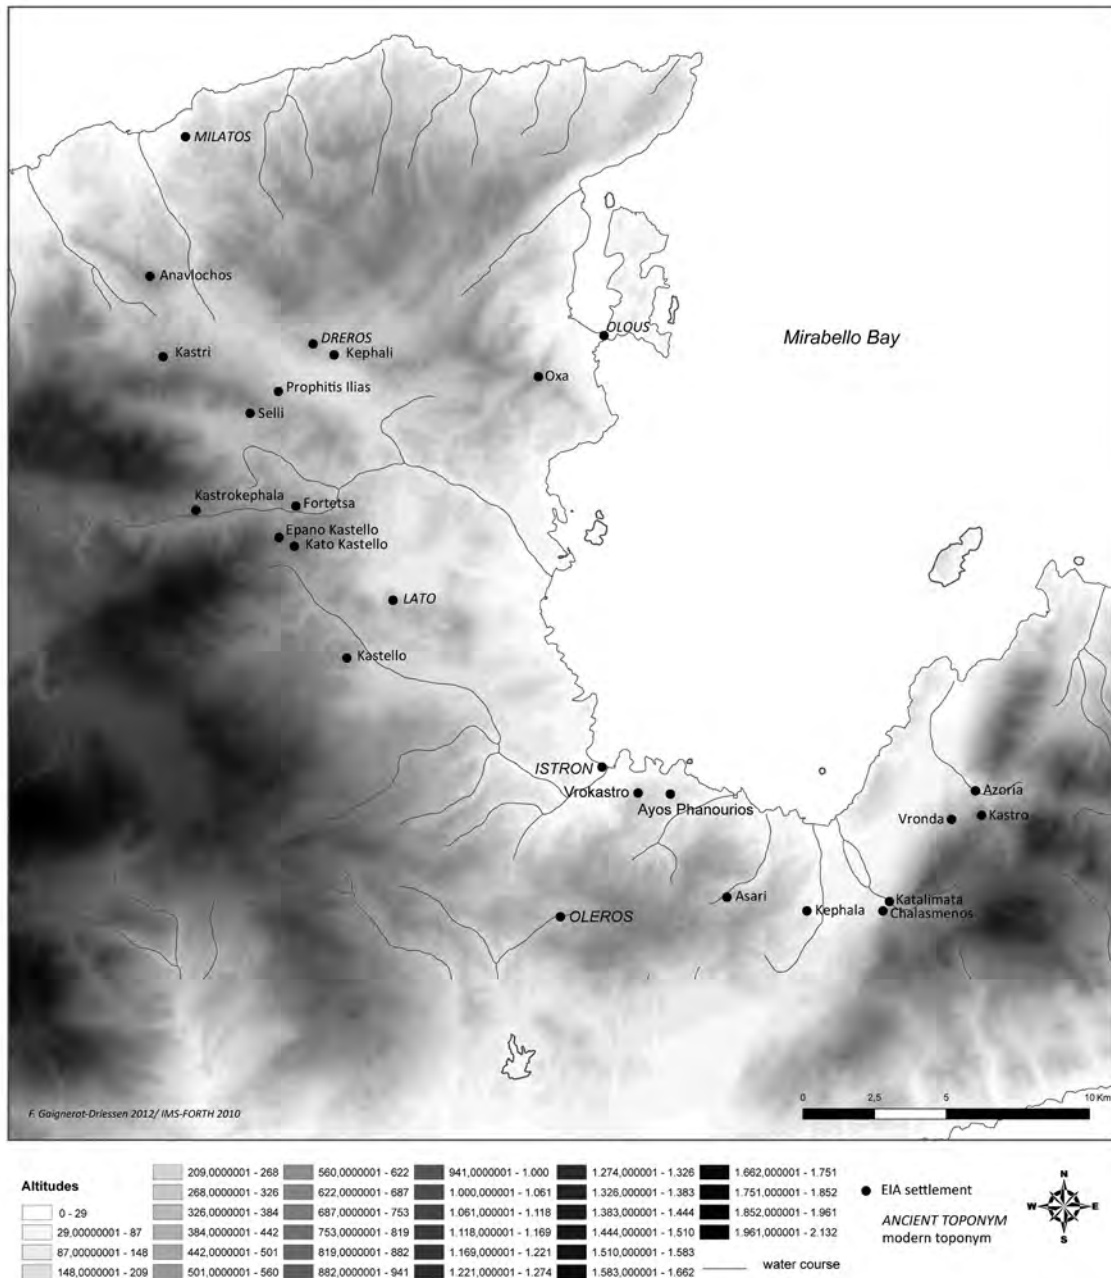 MILATOS
Anavlochos
DREROS
Kephali
Kastri
OLOUS
Mirabello Bay
Prophitis Ilias
Oxa
Selli
Kastrokephala
Fortetsa
Epano Kastello
Kato Kastello
LATO
Kastello
ISTRON
Vrokastro
Ayos Phanourios
Azoria
Vronda
Kastro
Asari
Katalimata
Kephala
Chalasmenos
OLEROS
F. Gaignerot-Driessen 2012/ IMS-FORTH 2010
0 2,5 5 10 Km
Altitudes
0 - 29
29,00000001 - 87
87,00000001 - 148
148,0000001 - 209
209,0000001 - 268
268,0000001 - 326
326,0000001 - 384
384,0000001 - 442
442,0000001 - 501
501,0000001 - 560
560,0000001 - 622
622,0000001 - 687
687,0000001 - 753
753,0000001 - 819
819,0000001 - 882
882,0000001 - 941
941,0000001 - 1.000
1.000,000001 - 1.061
1.061,000001 - 1.118
1.118,000001 - 1.169
1.169,000001 - 1.221
1.221,000001 - 1.274
1.274,000001 - 1.326
1.326,000001 - 1.383
1.383,000001 - 1.444
1.444,000001 - 1.510
1.510,000001 - 1.583
1.583,000001 - 1.662
1.662,000001 - 1.751
1.751,000001 - 1.852
1.852,000001 - 1.961
1.961,000001 - 2.132
water course
EIA settlement
ANCIENT TOPONYM
modern toponym
N
W E
S